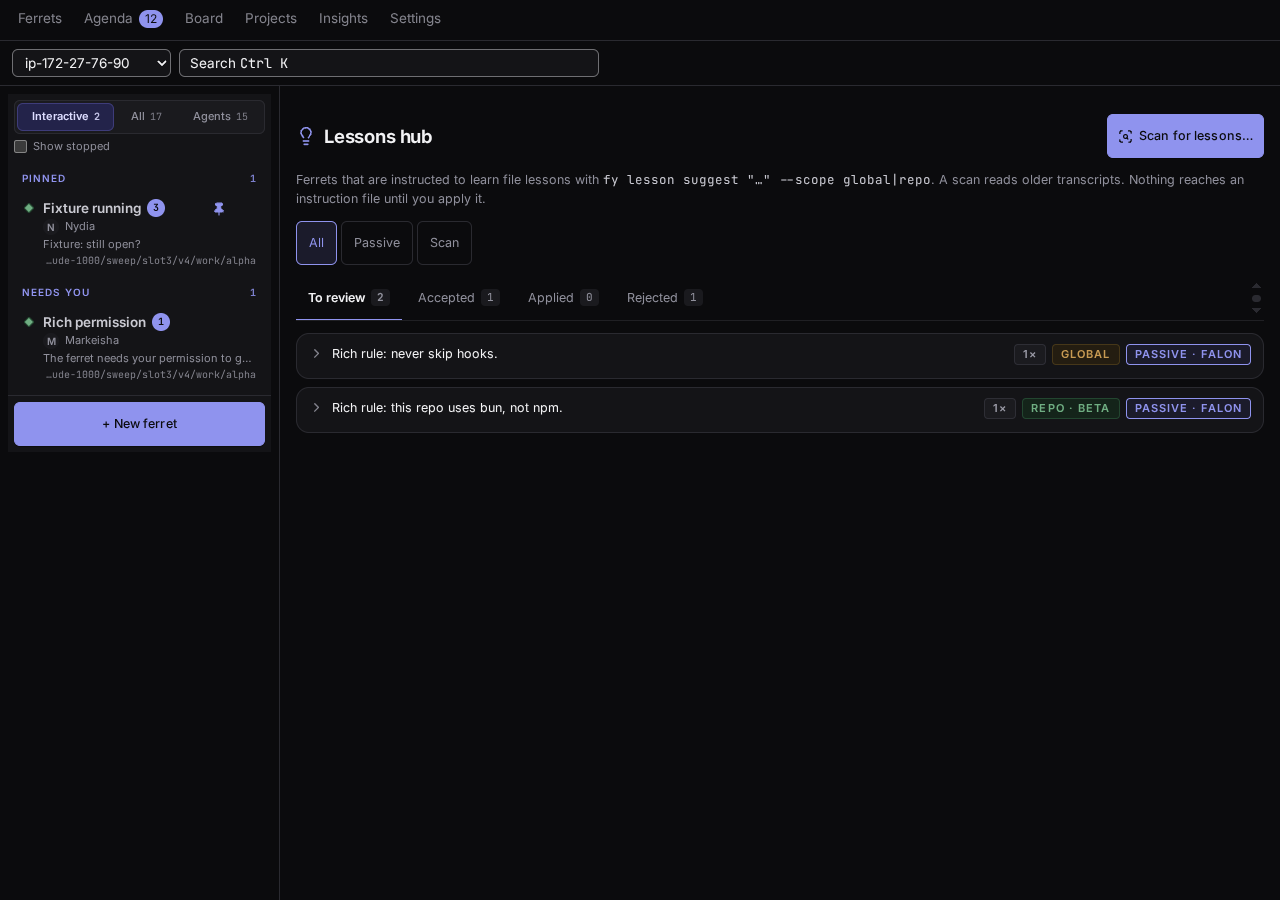 Ferrets Agenda 12 Board Projects Insights Settings
ip-172-27-76-90 Search Ctrl K
Interactive 2 All 17 Agents 15
Show stopped
PINNED 1
Fixture running 3
N Nydia
Fixture: still open?
…ude-1000/sweep/slot3/v4/work/alpha
NEEDS YOU 1
Rich permission 1
M Markeisha
The ferret needs your permission to g…
…ude-1000/sweep/slot3/v4/work/alpha
+ New ferret
Lessons hub
Scan for lessons…
Ferrets that are instructed to learn file lessons with fy lesson suggest "…" --scope global|repo. A scan reads older transcripts. Nothing reaches an
instruction file until you apply it.
All Passive Scan
To review 2 Accepted 1 Applied 0 Rejected 1
Rich rule: never skip hooks. 1× GLOBAL PASSIVE · FALON
Rich rule: this repo uses bun, not npm. 1× REPO · BETA PASSIVE · FALON